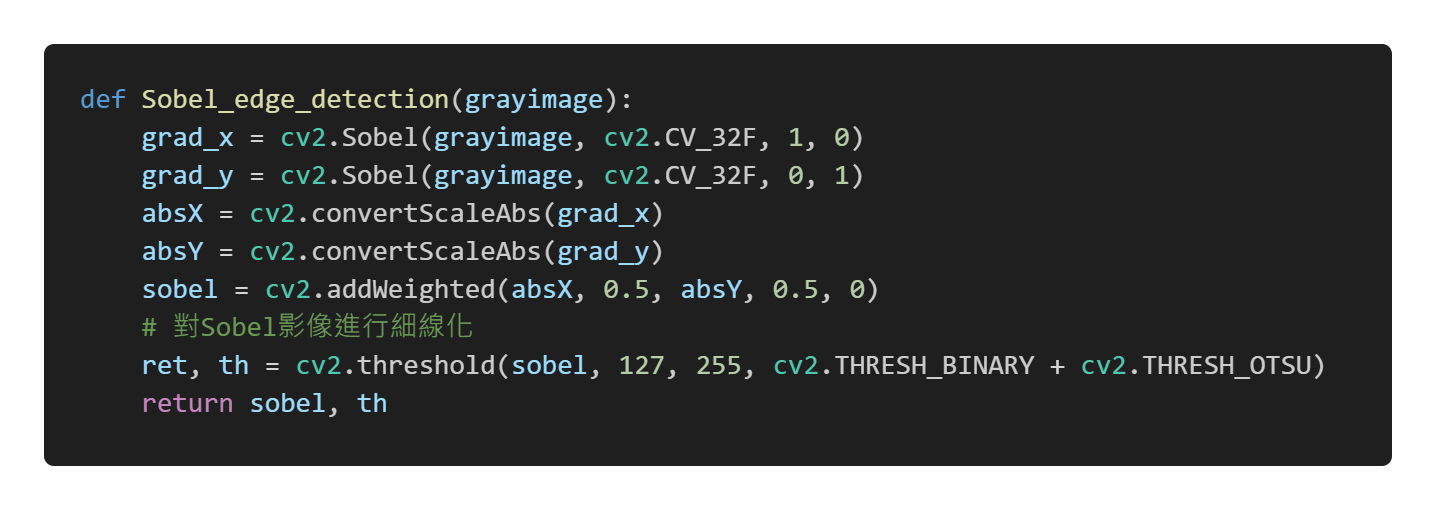 def Sobel_edge_detection(grayimage):
    grad_x = cv2.Sobel(grayimage, cv2.CV_32F, 1, 0)
    grad_y = cv2.Sobel(grayimage, cv2.CV_32F, 0, 1)
    absX = cv2.convertScaleAbs(grad_x)
    absY = cv2.convertScaleAbs(grad_y)
    sobel = cv2.addWeighted(absX, 0.5, absY, 0.5, 0)
    # 對Sobel影像進行細線化
    ret, th = cv2.threshold(sobel, 127, 255, cv2.THRESH_BINARY + cv2.THRESH_OTSU)
    return sobel, th